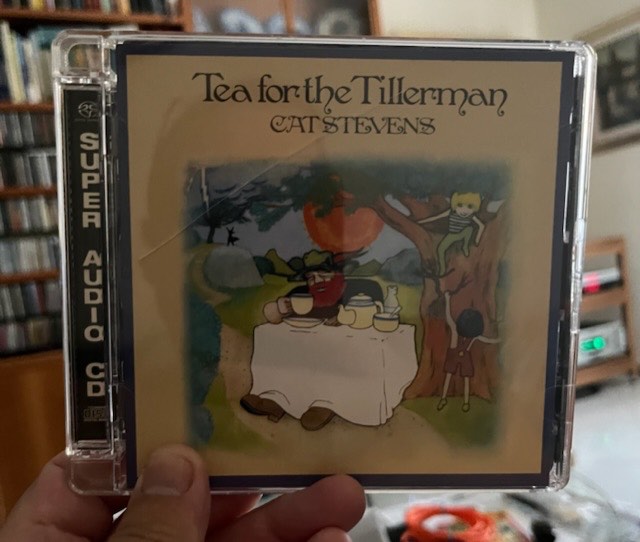 Tea for the Tillerman
CAT STEVENS
SUPER AUDIO CD